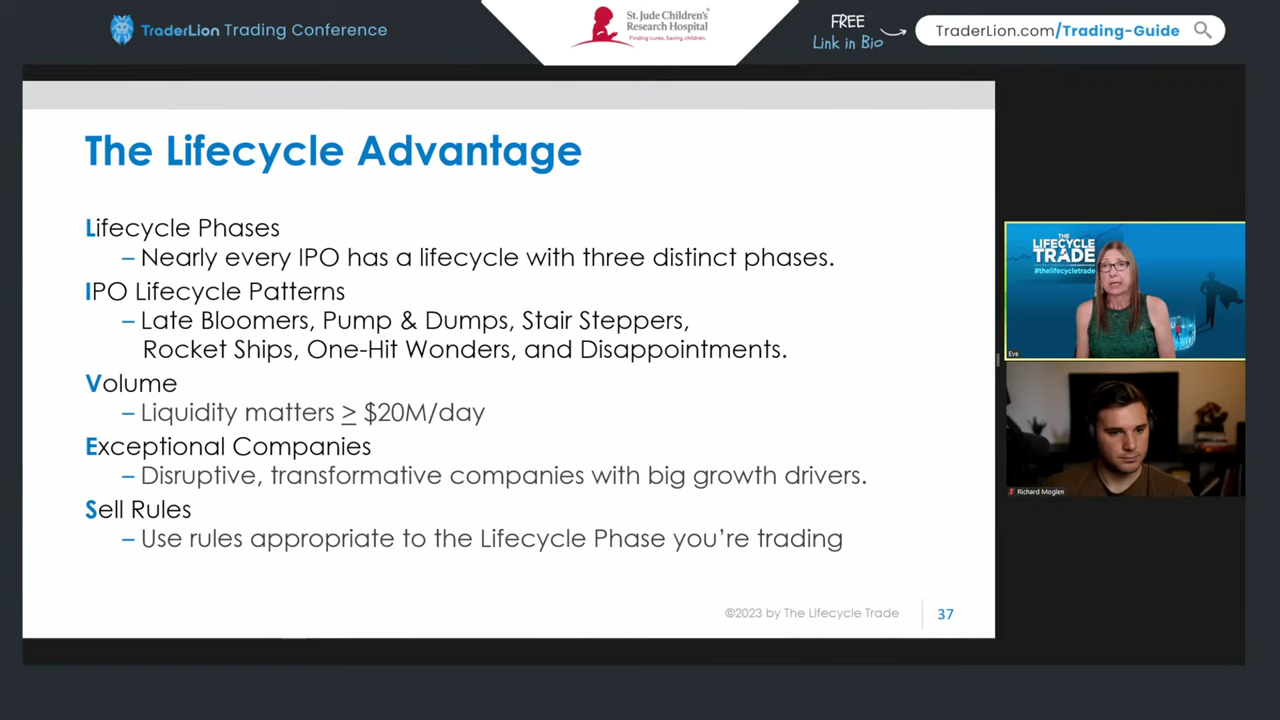 TraderLion Trading Conference
St. Jude Children's
Research Hospital
Finding cures. Saving children.
FREE
Link in Bio
TraderLion.com/Trading-Guide
The Lifecycle Advantage
Lifecycle Phases
– Nearly every IPO has a lifecycle with three distinct phases.
IPO Lifecycle Patterns
– Late Bloomers, Pump & Dumps, Stair Steppers,
Rocket Ships, One-Hit Wonders, and Disappointments.
Volume
– Liquidity matters ≥ $20M/day
Exceptional Companies
– Disruptive, transformative companies with big growth drivers.
Sell Rules
– Use rules appropriate to the Lifecycle Phase you're trading
©2023 by The Lifecycle Trade
37
THE
LIFECYCLE
TRADE
#thelifecycletrade
Eve
Richard Moglen